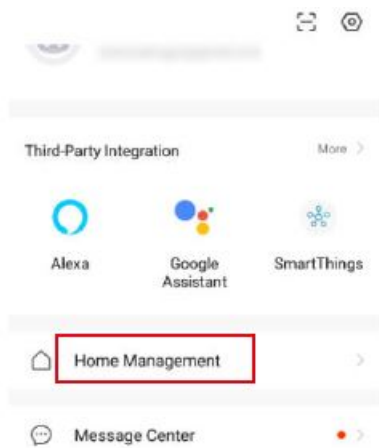 Third-Party Integration
More
Alexa
Google Assistant
SmartThings
Home Management
Message Center